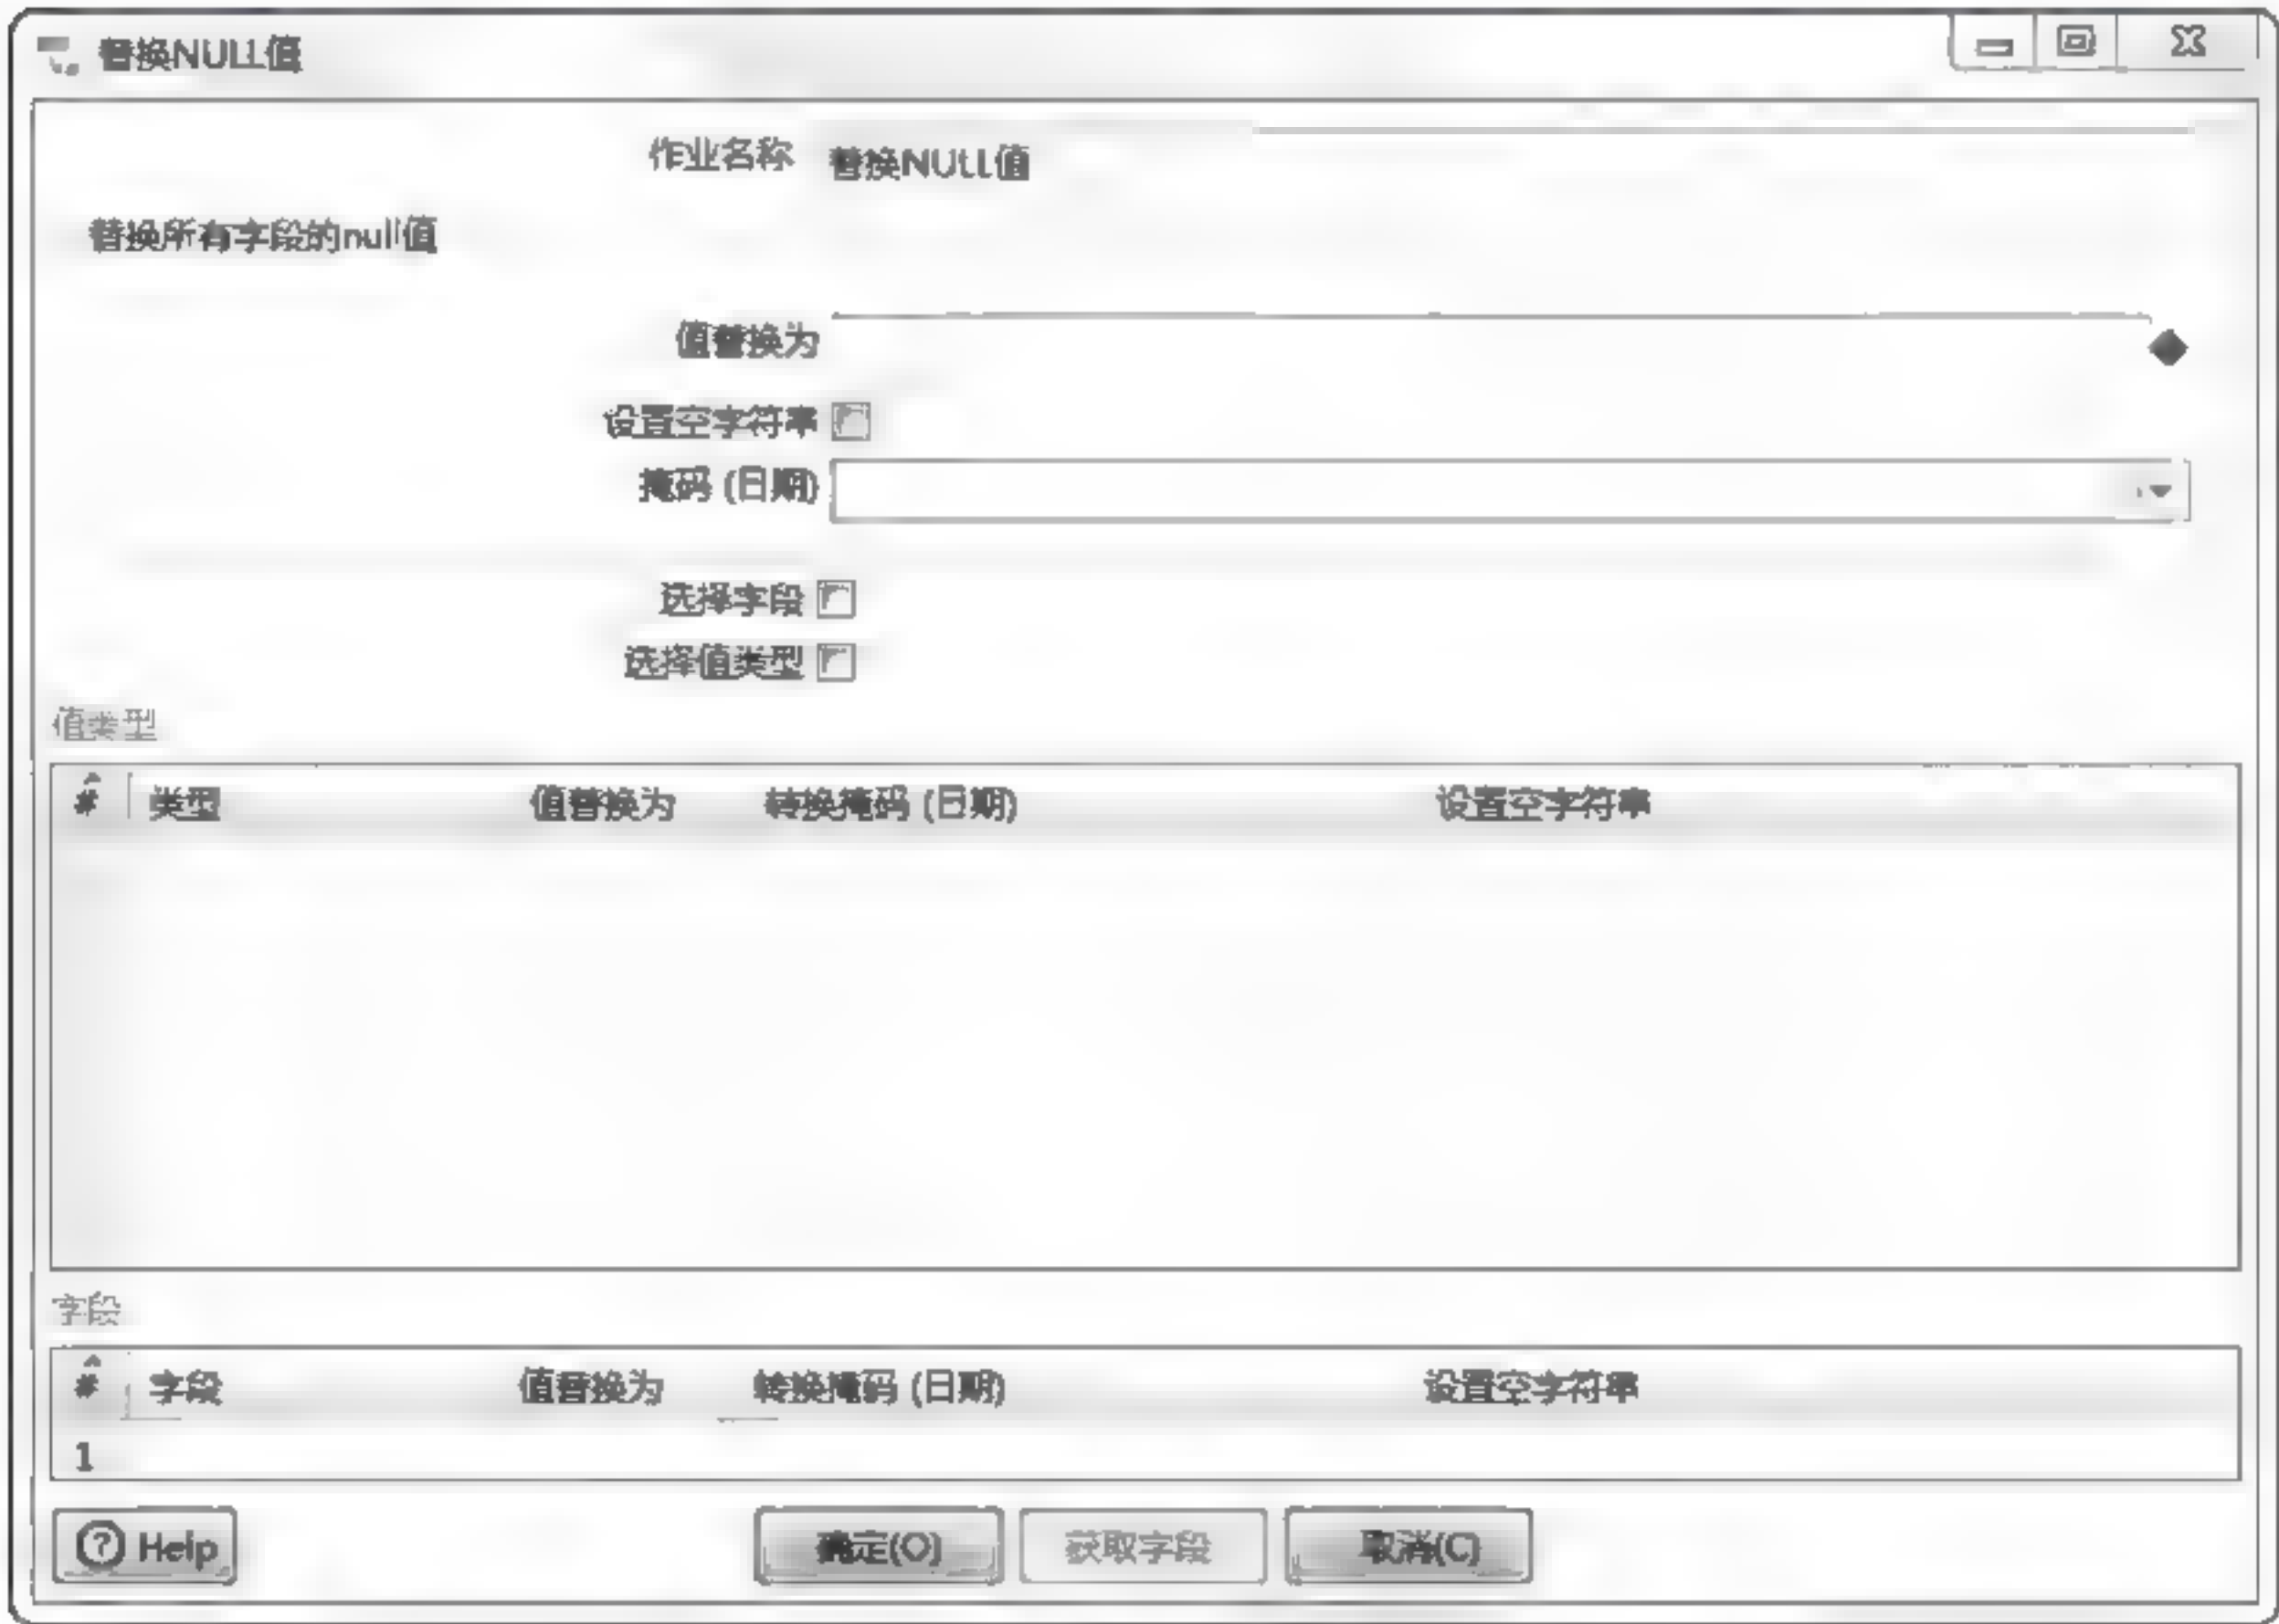 替换NULL值
作业名称 替换NULL值
替换所有字段的null值
值替换为
设置空字符串
掩码 (日期)
选择字段
选择值类型
值类型
# 类型 值替换为 转换掩码 (日期) 设置空字符串
字段
# 字段 值替换为 转换掩码 (日期) 设置空字符串
1
Help 确定(O) 获取字段 取消(C)